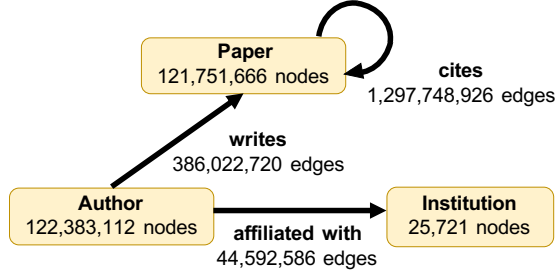 Paper
121,751,666 nodes
cites
1,297,748,926 edges
writes
386,022,720 edges
Author
122,383,112 nodes
affiliated with
44,592,586 edges
Institution
25,721 nodes